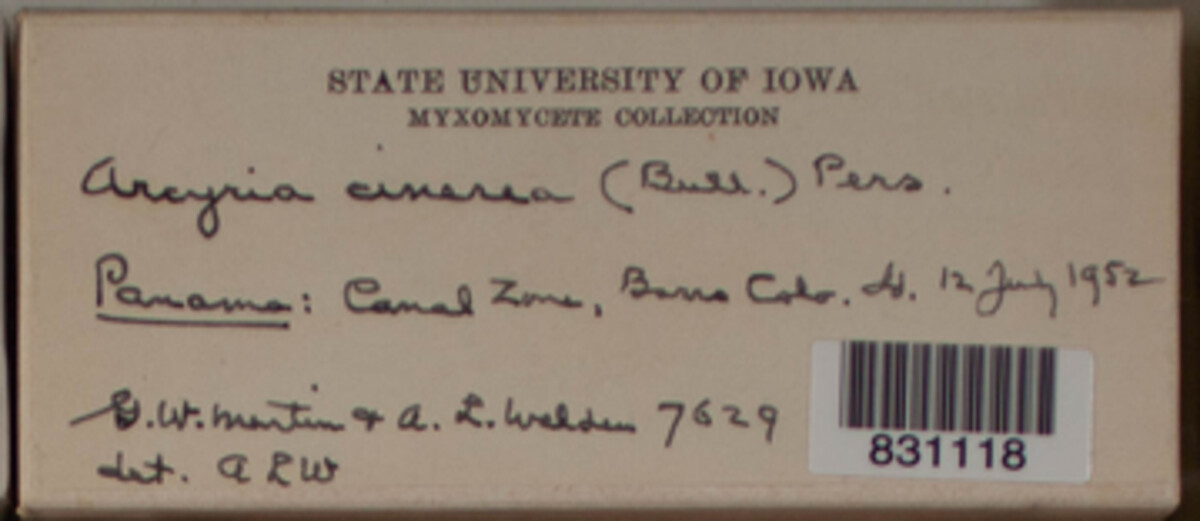 STATE UNIVERSITY OF IOWA
MYXOMYCETE COLLECTION
Arcyria cinerea (Bull.) Pers.
Panama: Canal Zone, Barro Colo. Id. 12 July 1952
G.W. Martin & A. L. Welden 7629
det. A L W
831118